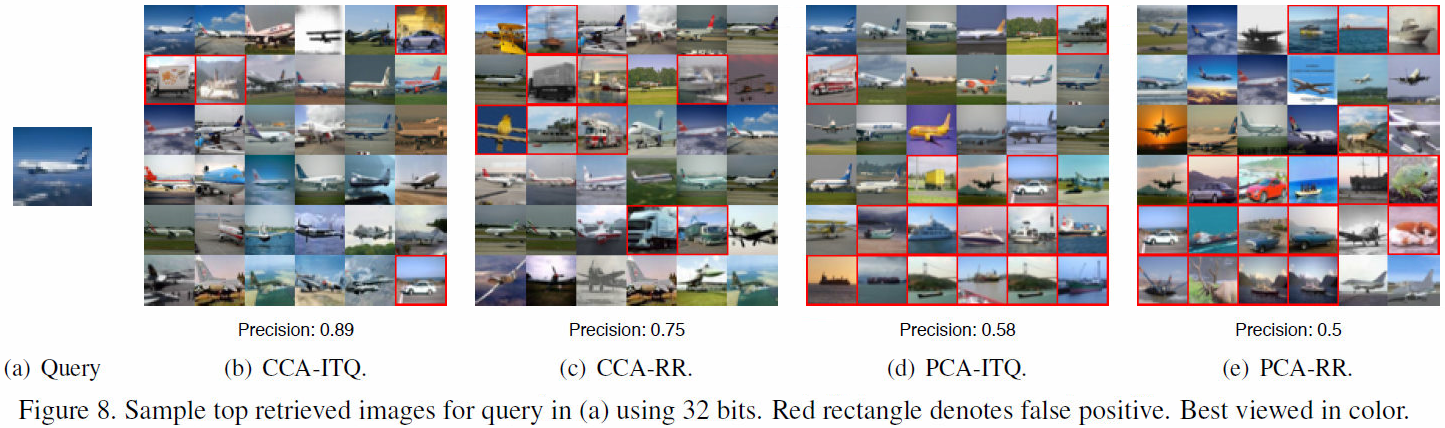 Precision: 0.89 Precision: 0.75 Precision: 0.58 Precision: 0.5
(a) Query (b) CCA-ITQ. (c) CCA-RR. (d) PCA-ITQ. (e) PCA-RR.
Figure 8. Sample top retrieved images for query in (a) using 32 bits. Red rectangle denotes false positive. Best viewed in color.